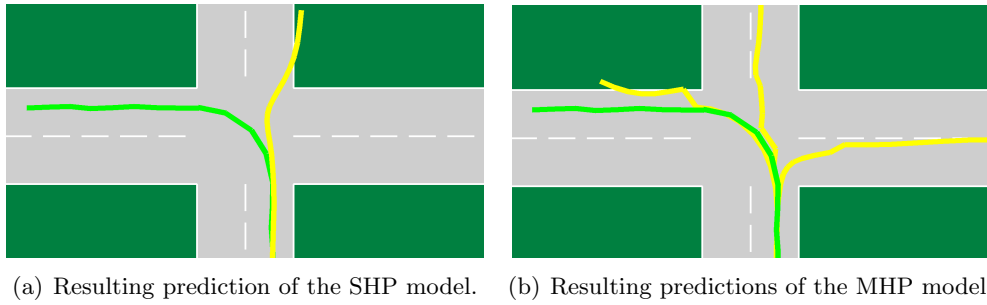 (a) Resulting prediction of the SHP model.
(b) Resulting predictions of the MHP model